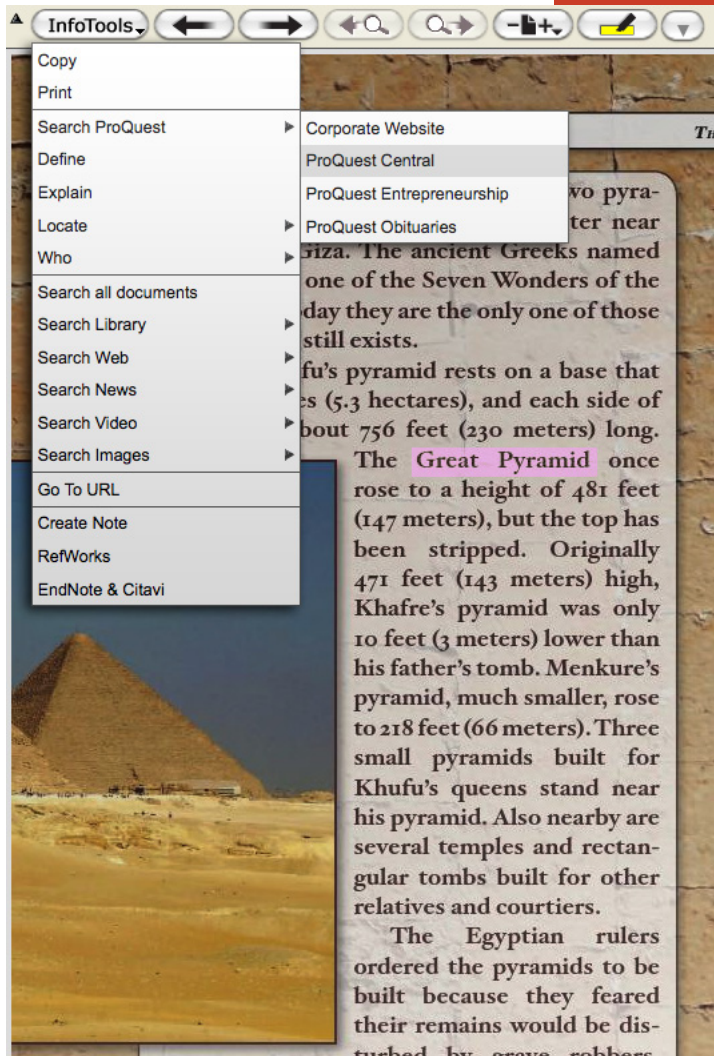 InfoTools
Copy
Print
Search ProQuest
Define
Explain
Locate
Who
Search all documents
Search Library
Search Web
Search News
Search Video
Search Images
Go To URL
Create Note
RefWorks
EndNote & Citavi
Corporate Website
ProQuest Central
ProQuest Entrepreneurship
ProQuest Obituaries
pyra-
near
Giza. The ancient Greeks named
one of the Seven Wonders of the
they are the only one of those
still exists.
pyramid rests on a base that
(5.3 hectares), and each side of
756 feet (230 meters) long.
The Great Pyramid once
rose to a height of 481 feet
(147 meters), but the top has
been stripped. Originally
471 feet (143 meters) high,
Khafre's pyramid was only
10 feet (3 meters) lower than
his father's tomb. Menkure's
pyramid, much smaller, rose
to 218 feet (66 meters). Three
small pyramids built for
Khufu's queens stand near
his pyramid. Also nearby are
several temples and rectan-
gular tombs built for other
relatives and courtiers.
The Egyptian rulers
ordered the pyramids to be
built because they feared
their remains would be dis-
turbed by grave robbers.